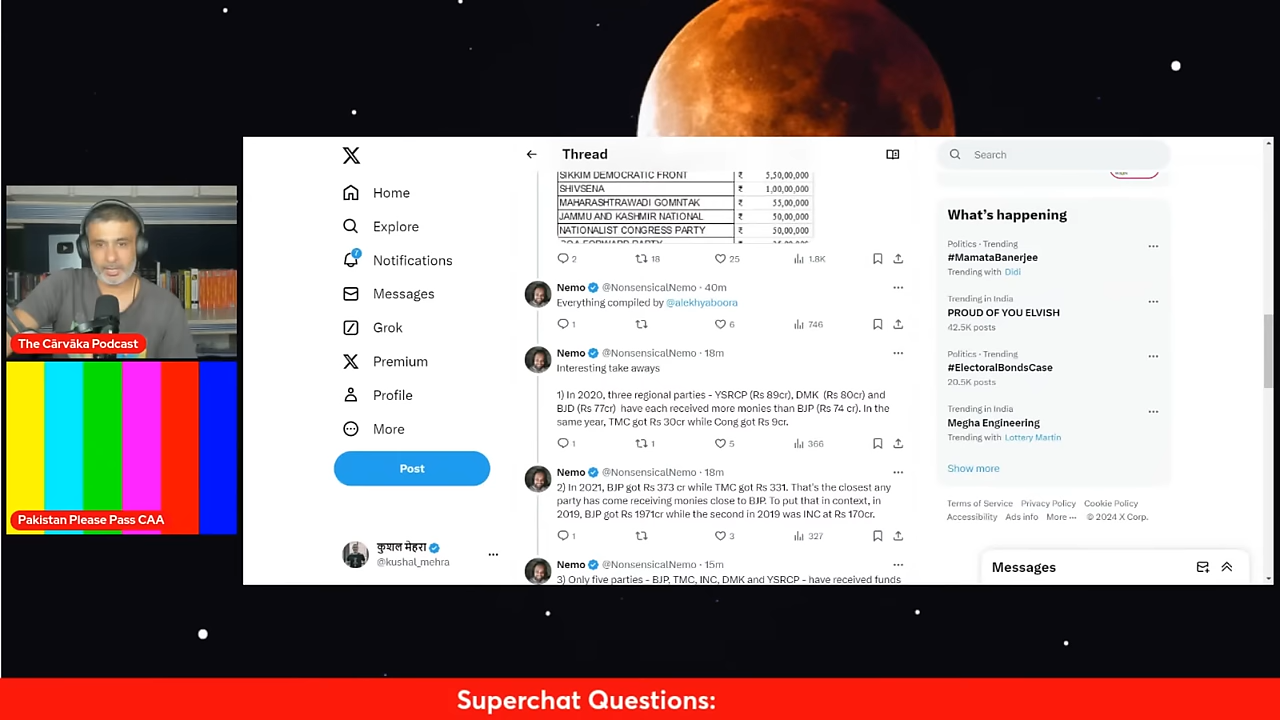 The Cārvāka Podcast
Pakistan Please Pass CAA
Home
Explore
Notifications
Messages
Grok
Premium
Profile
More
Post
कुशल मेहरा
@kushal_mehra
Thread
SIKKIM DEMOCRATIC FRONT ₹ 5,50,00,000
SHIVSENA ₹ 1,00,00,000
MAHARASHTRAWADI GOMNTAK ₹ 55,00,000
JAMMU AND KASHMIR NATIONAL ₹ 50,00,000
NATIONALIST CONGRESS PARTY ₹ 50,00,000
GOA FORWARD PARTY
2 18 25 1.8K
Nemo @NonsensicalNemo · 40m
Everything compiled by @alekhyaboora
1 6 746
Nemo @NonsensicalNemo · 18m
Interesting take aways
1) In 2020, three regional parties - YSRCP (Rs 89cr), DMK (Rs 80cr) and
BJD (Rs 77cr) have each received more monies than BJP (Rs 74 cr). In the
same year, TMC got Rs 30cr while Cong got Rs 9cr.
1 1 5 366
Nemo @NonsensicalNemo · 18m
2) In 2021, BJP got Rs 373 cr while TMC got Rs 331. That's the closest any
party has come receiving monies close to BJP. To put that in context, in
2019, BJP got Rs 1971cr while the second in 2019 was INC at Rs 170cr.
1 3 327
Nemo @NonsensicalNemo · 15m
3) Only five parties - BJP, TMC, INC, DMK and YSRCP - have received funds
Search
What's happening
Politics · Trending
#MamataBanerjee
Trending with Didi
Trending in India
PROUD OF YOU ELVISH
42.5K posts
Politics · Trending
#ElectoralBondsCase
20.5K posts
Trending in India
Megha Engineering
Trending with Lottery Martin
Show more
Terms of Service Privacy Policy Cookie Policy
Accessibility Ads info More ··· © 2024 X Corp.
Messages
Superchat Questions: